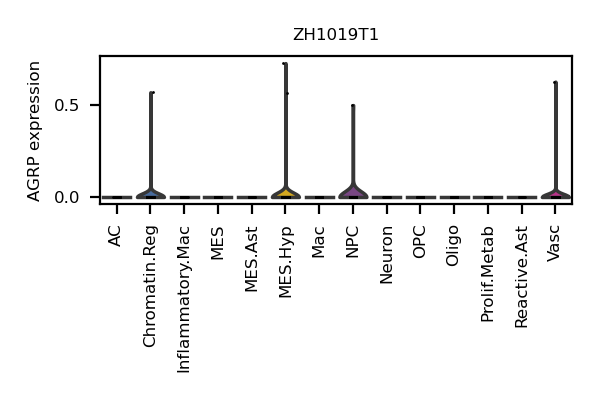 ZH1019T1
AGRP expression
0.5
0.0
AC
Chromatin.Reg
Inflammatory.Mac
MES
MES.Ast
MES.Hyp
Mac
NPC
Neuron
OPC
Oligo
Prolif.Metab
Reactive.Ast
Vasc